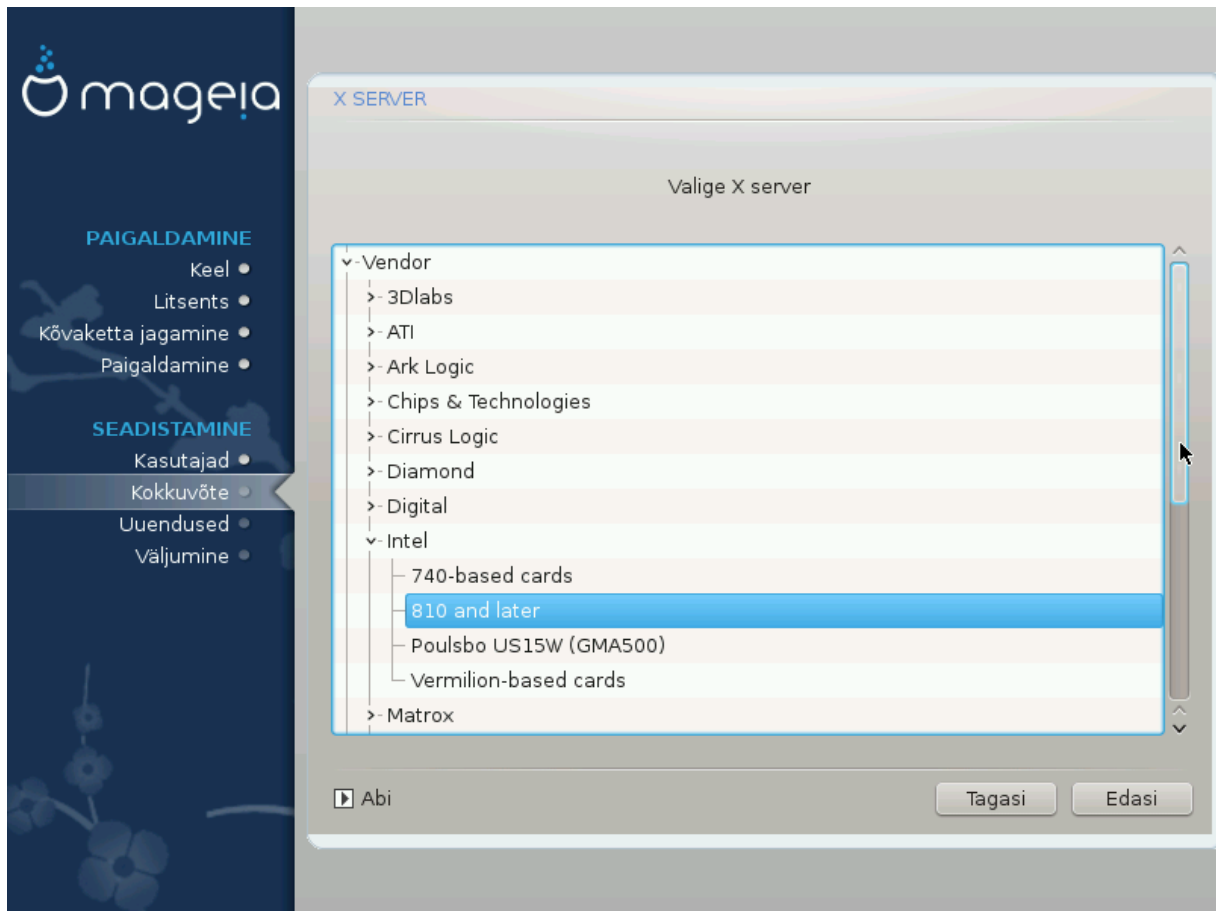 mageia
PAIGALDAMINE
Keel
Litsents
Kõvaketta jagamine
Paigaldamine
SEADISTAMINE
Kasutajad
Kokkuvõte
Uuendused
Väljumine
X SERVER
Valige X server
Vendor
3Dlabs
ATI
Ark Logic
Chips & Technologies
Cirrus Logic
Diamond
Digital
Intel
740-based cards
810 and later
Poulsbo US15W (GMA500)
Vermilion-based cards
Matrox
Abi
Tagasi
Edasi